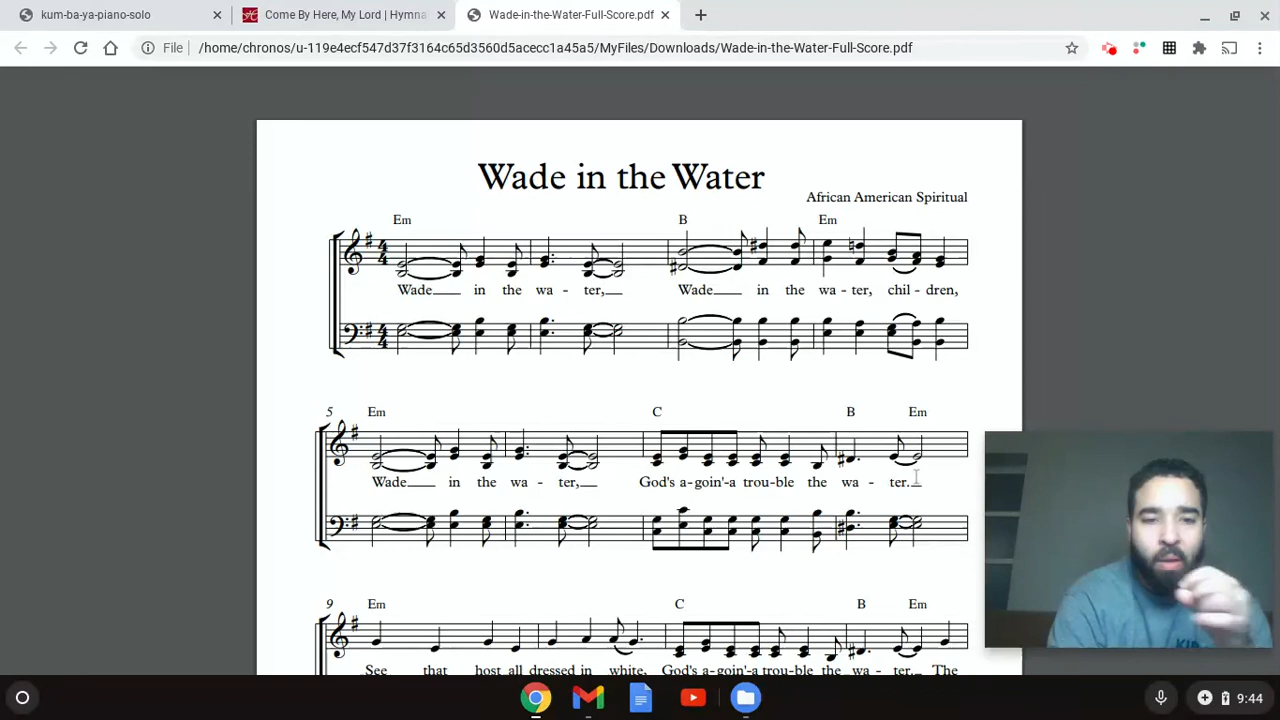 kum-ba-ya-piano-solo
Come By Here, My Lord | Hymna
Wade-in-the-Water-Full-Score.pdf
File
/home/chronos/u-119e4ecf547d37f3164c65d3560d5acecc1a45a5/MyFiles/Downloads/Wade-in-the-Water-Full-Score.pdf
Wade in the Water
African American Spiritual
Em B Em
4 4
Wade in the wa - ter, Wade in the wa - ter, chil - dren,
4 4
5
Em C B Em
Wade in the wa - ter, God's a-goin'-a trou-ble the wa - ter.
9
Em C B Em
See that host all dressed in white, God's a-goin'-a trou-ble the wa - ter. The
9:44